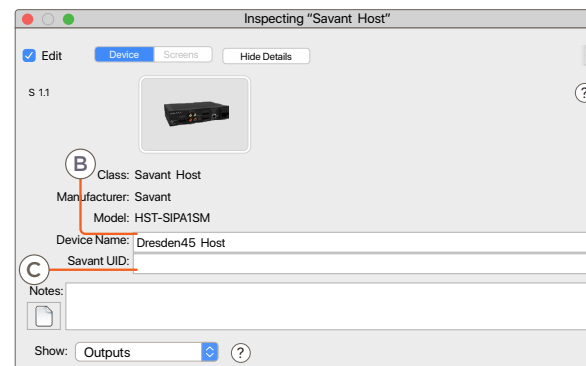 Inspecting “Savant Host”
Edit Device Screens Hide Details
S 1.1 ?
B
Class: Savant Host
Manufacturer: Savant
Model: HST-SIPA1SM
Device Name: Dresden45 Host
Savant UID:
C
Notes:
Show: Outputs ?